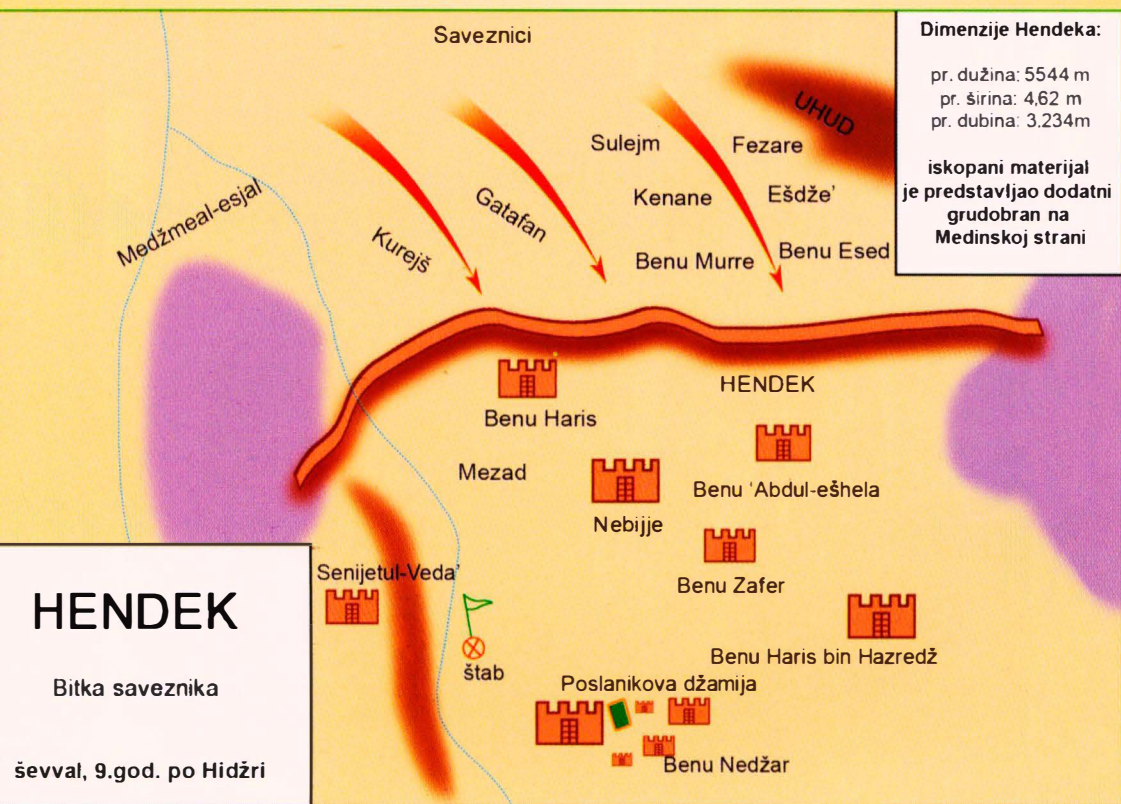 Saveznici
Dimenzije Hendeka:
pr. dužina: 5544 m
pr. širina: 4,62 m
pr. dubina: 3,234m
iskopani materijal
je predstavljao dodatni
grudobran na
Medinskoj strani
UHUD
Sulejm
Fezare
Kenane
Ešdže'
Benu Murre
Benu Esed
Gatafan
Kurejš
Medžmeal-esjal
HENDEK
Benu Haris
Mezad
Nebijje
Benu 'Abdul-ešhela
Benu Zafer
Senijetul-Veda'
štab
Benu Haris bin Hazredž
Poslanikova džamija
Benu Nedžar
HENDEK
Bitka saveznika
ševval, 9.god. po Hidžri